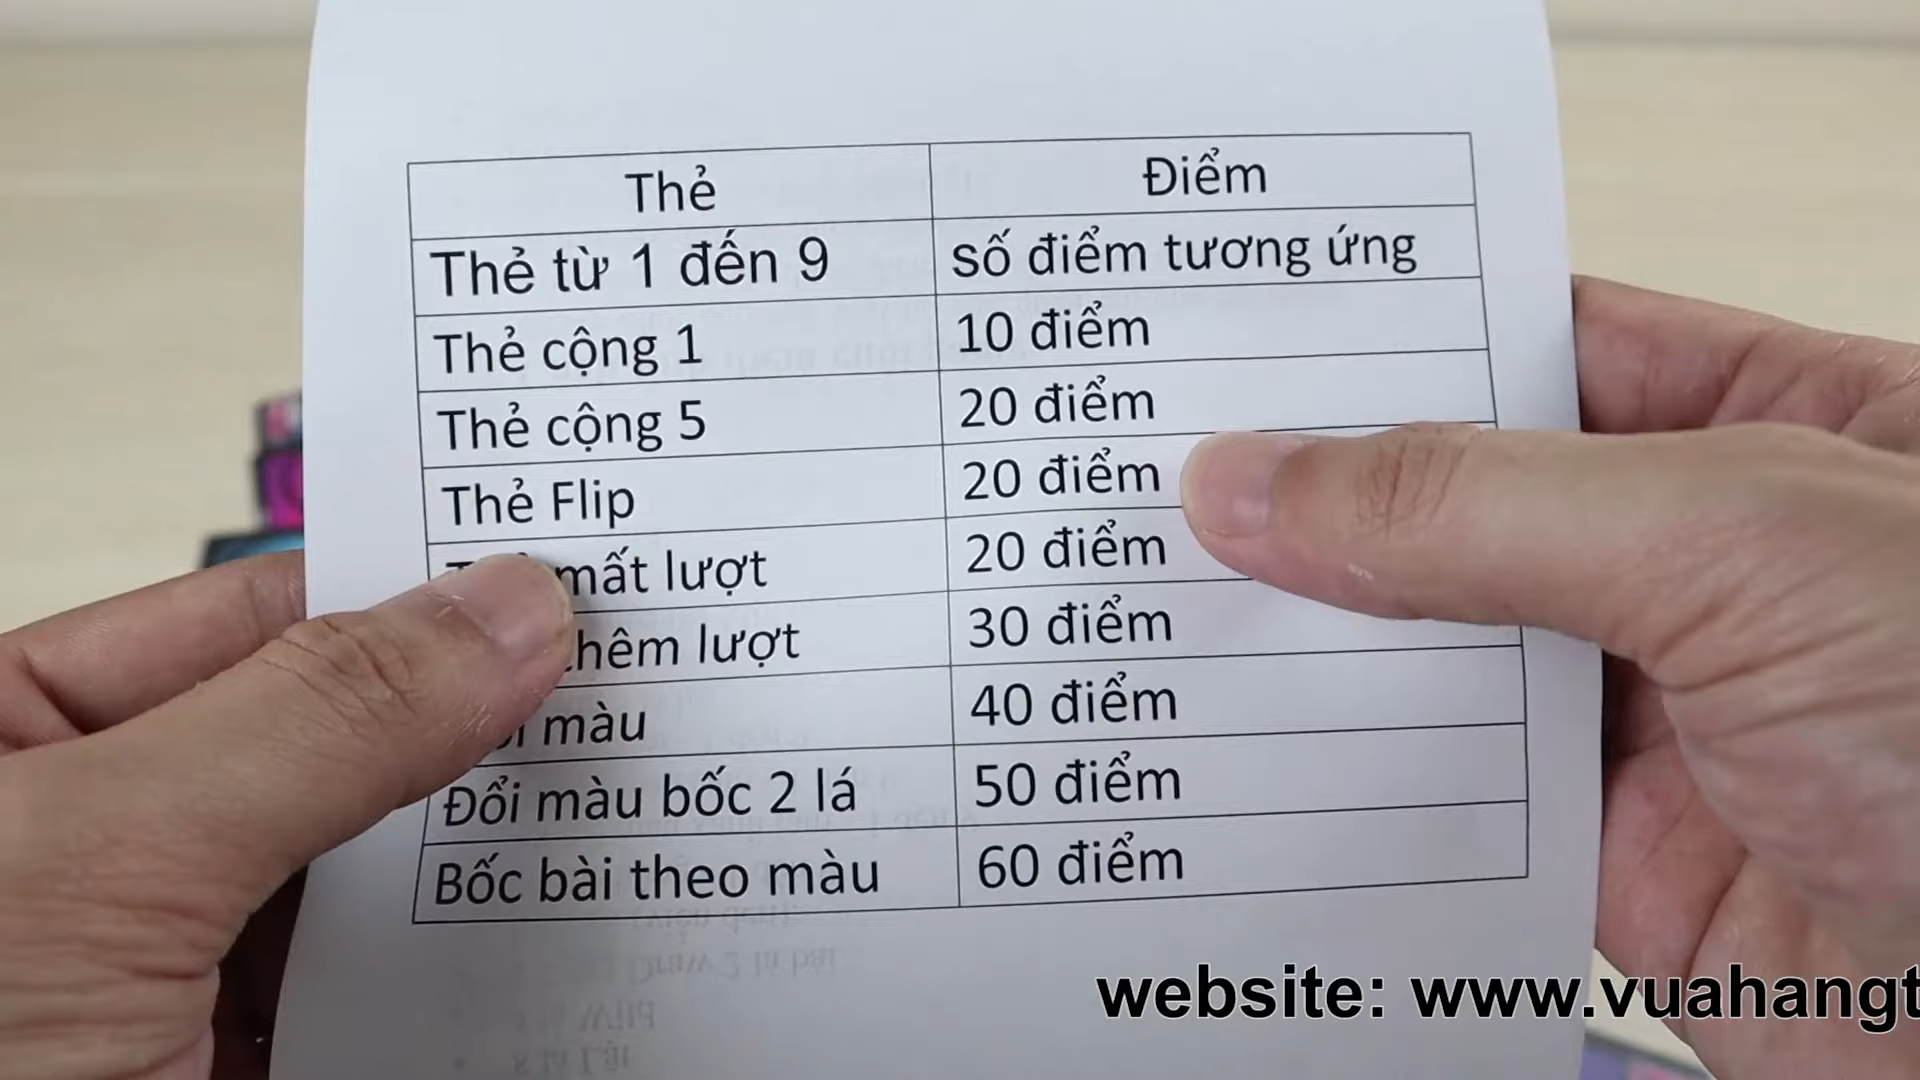 Thẻ Điểm
Thẻ từ 1 đến 9 số điểm tương ứng
Thẻ cộng 1 10 điểm
Thẻ cộng 5 20 điểm
Thẻ Flip 20 điểm
mất lượt 20 điểm
thêm lượt 30 điểm
màu 40 điểm
Đổi màu bốc 2 lá 50 điểm
Bốc bài theo màu 60 điểm
website: www.vuahangt